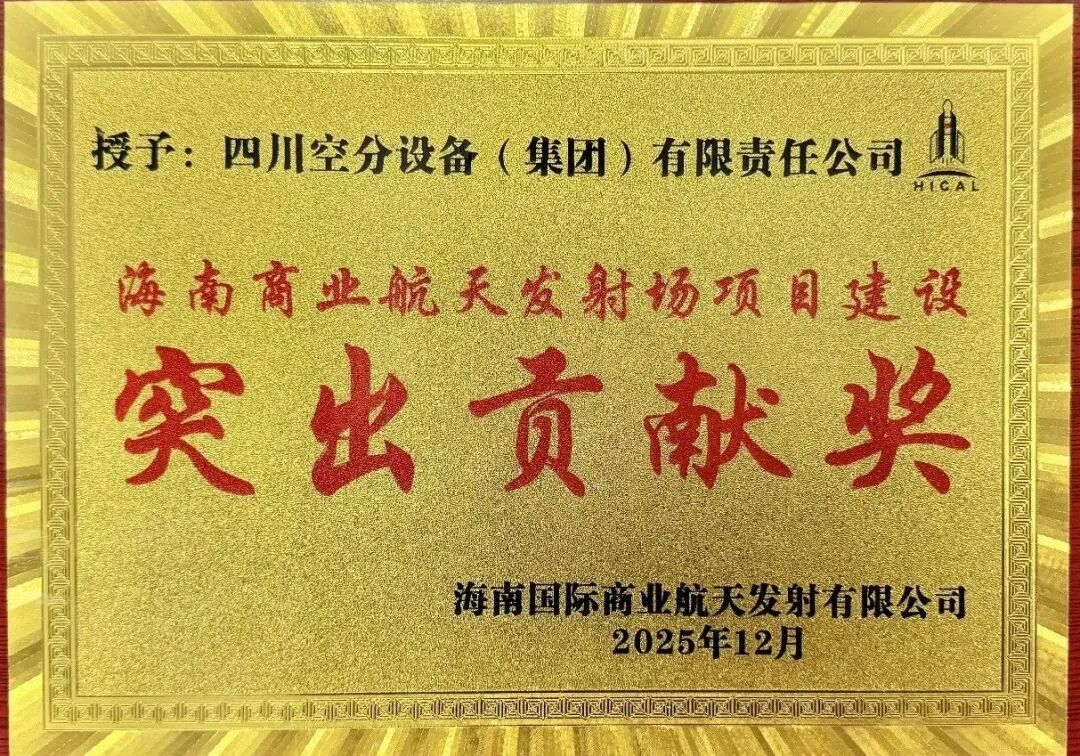 授予：四川空分设备（集团）有限责任公司
HICAL
海南商业航天发射场项目建设
突出贡献奖
海南国际商业航天发射有限公司
2025年12月